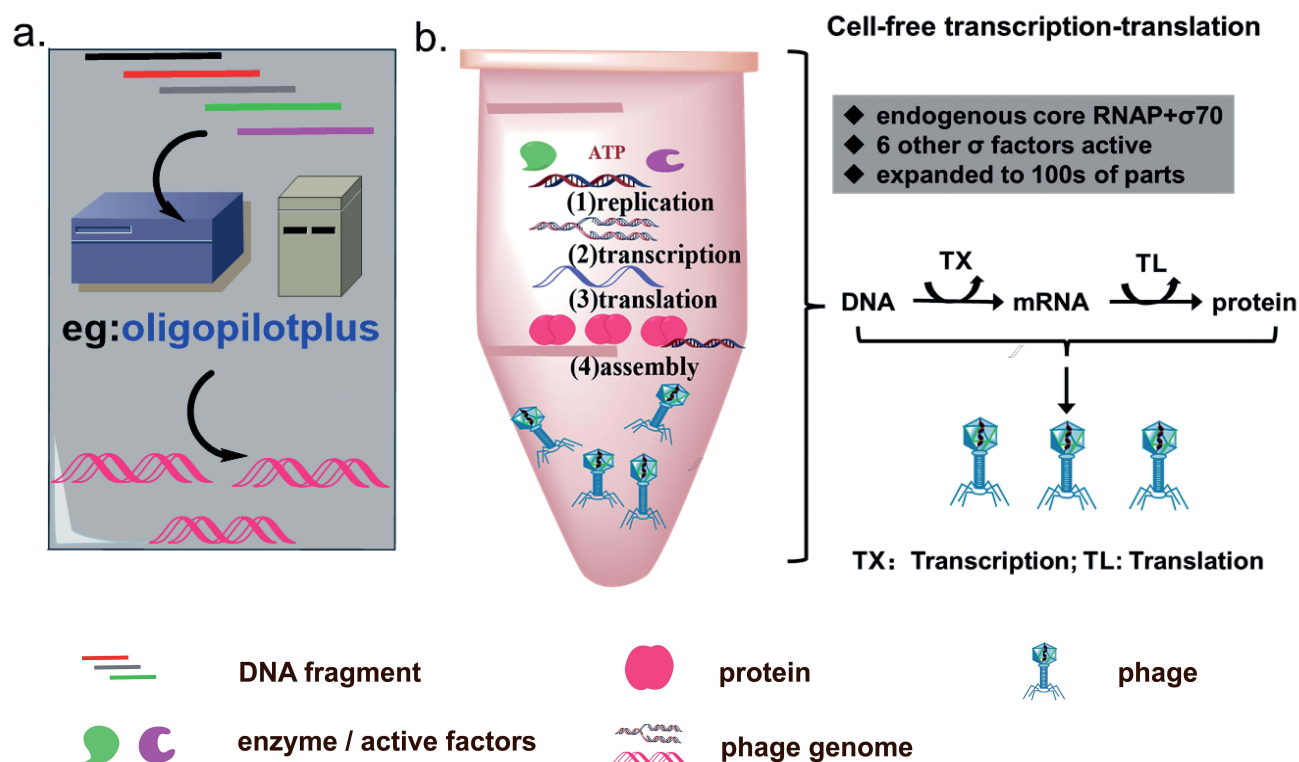 a.
eg:oligopilotplus
b.
ATP
(1)replication
(2)transcription
(3)translation
(4)assembly
Cell-free transcription-translation
◆ endogenous core RNAP+σ70
◆ 6 other σ factors active
◆ expanded to 100s of parts
TX TL
DNA mRNA protein
TX: Transcription; TL: Translation
DNA fragment protein phage
enzyme / active factors phage genome